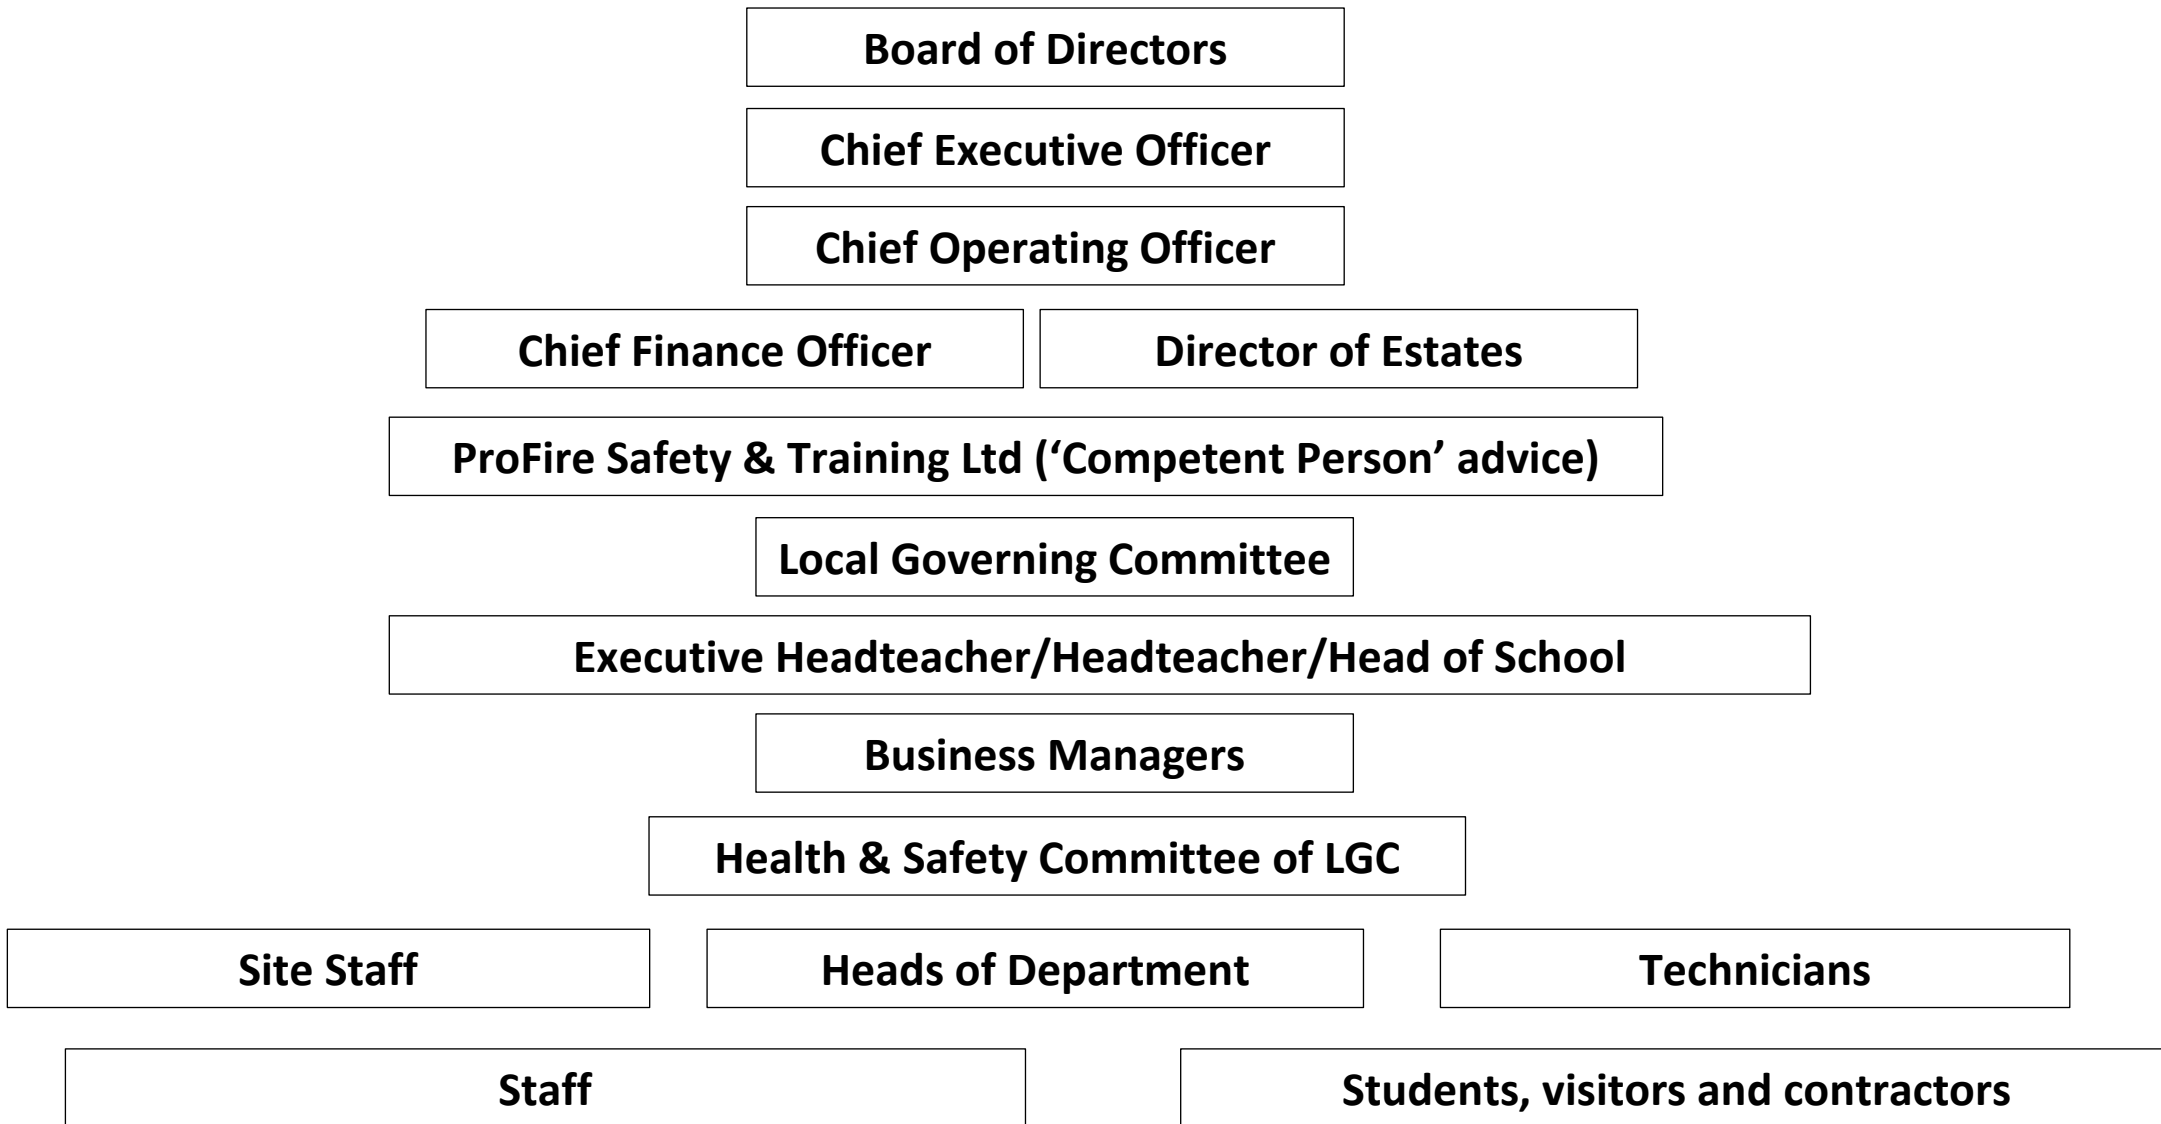 Board of Directors
Chief Executive Officer
Chief Operating Officer
Chief Finance Officer
Director of Estates
ProFire Safety & Training Ltd (‘Competent Person’ advice)
Local Governing Committee
Executive Headteacher/Headteacher/Head of School
Business Managers
Health & Safety Committee of LGC
Site Staff
Heads of Department
Technicians
Staff
Students, visitors and contractors